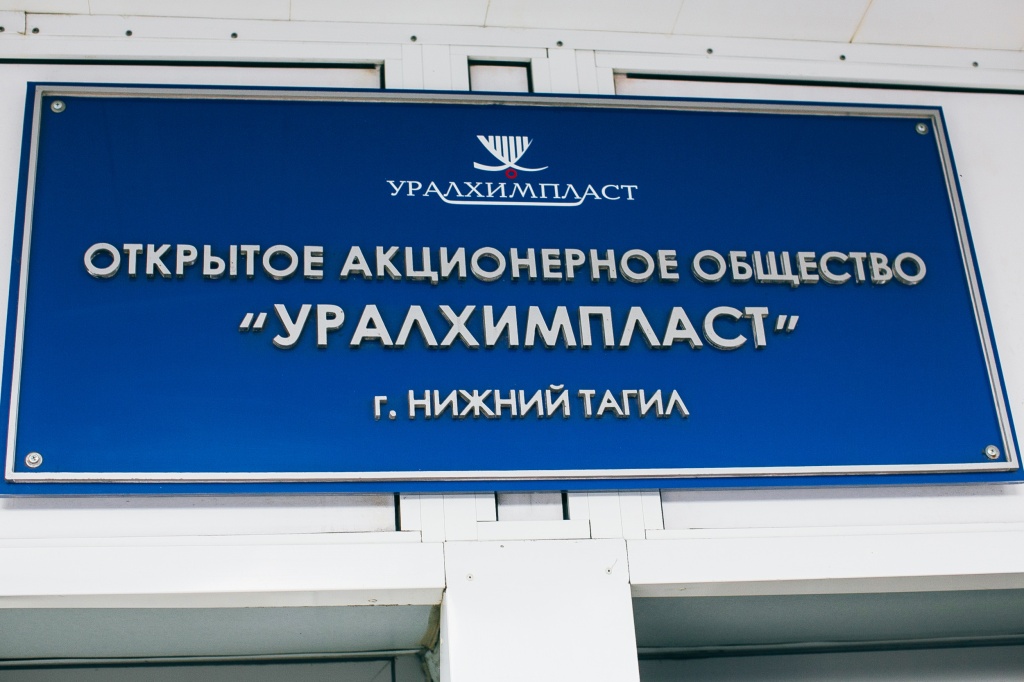 УРАЛХИМПЛАСТ
ОТКРЫТОЕ АКЦИОНЕРНОЕ ОБЩЕСТВО
"УРАЛХИМПЛАСТ"
г. НИЖНИЙ ТАГИЛ